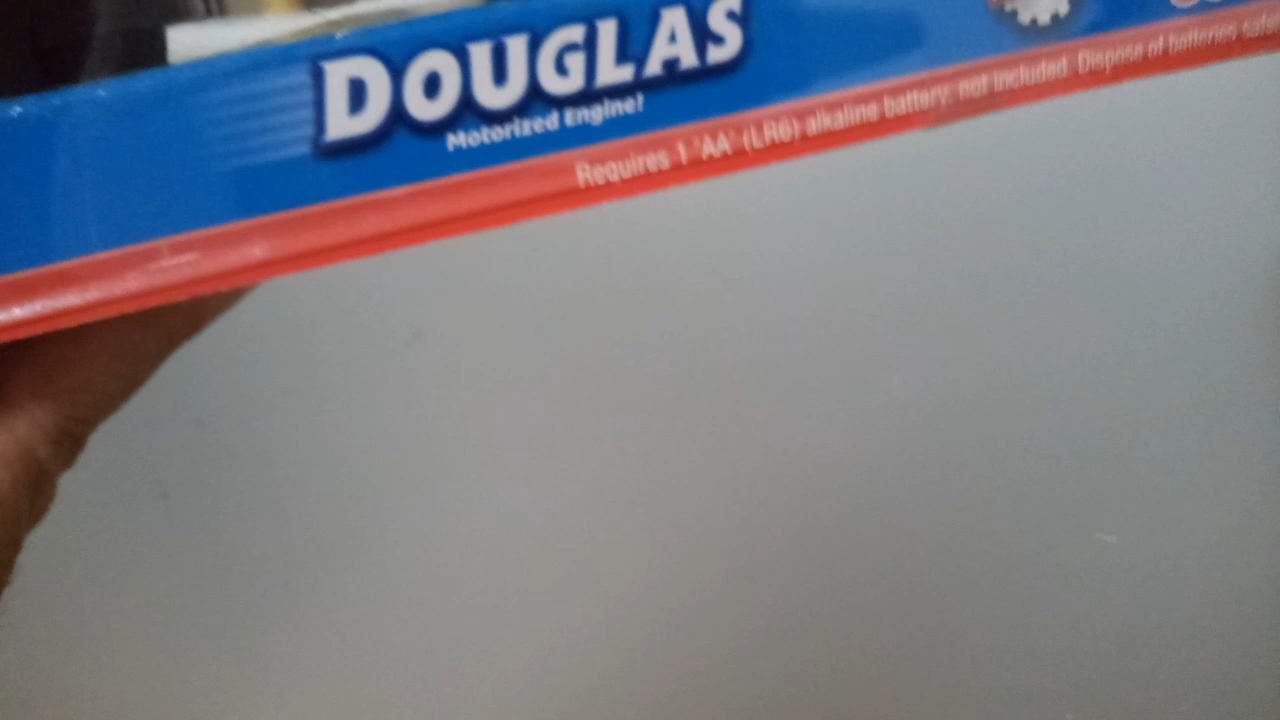 DOUGLAS
Motorized Engine!
Requires 1 'AA' (LR6) alkaline battery; not included. Dispose of batteries